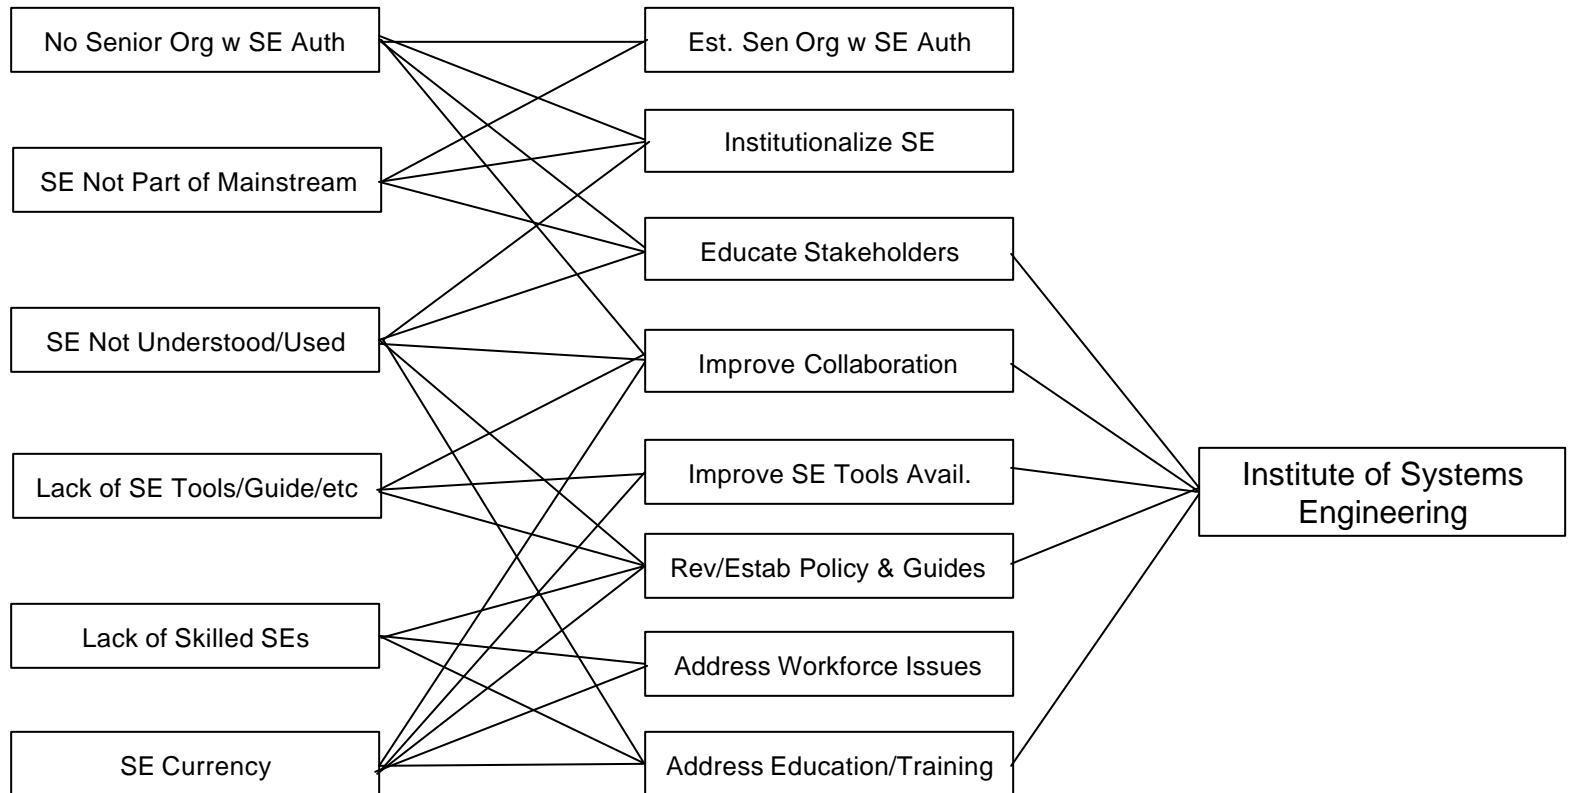 No Senior Org w SE Auth
SE Not Part of Mainstream
SE Not Understood/Used
Lack of SE Tools/Guide/etc
Lack of Skilled SEs
SE Currency
Est. Sen Org w SE Auth
Institutionalize SE
Educate Stakeholders
Improve Collaboration
Improve SE Tools Avail.
Rev/Estab Policy & Guides
Address Workforce Issues
Address Education/Training
Institute of Systems
Engineering